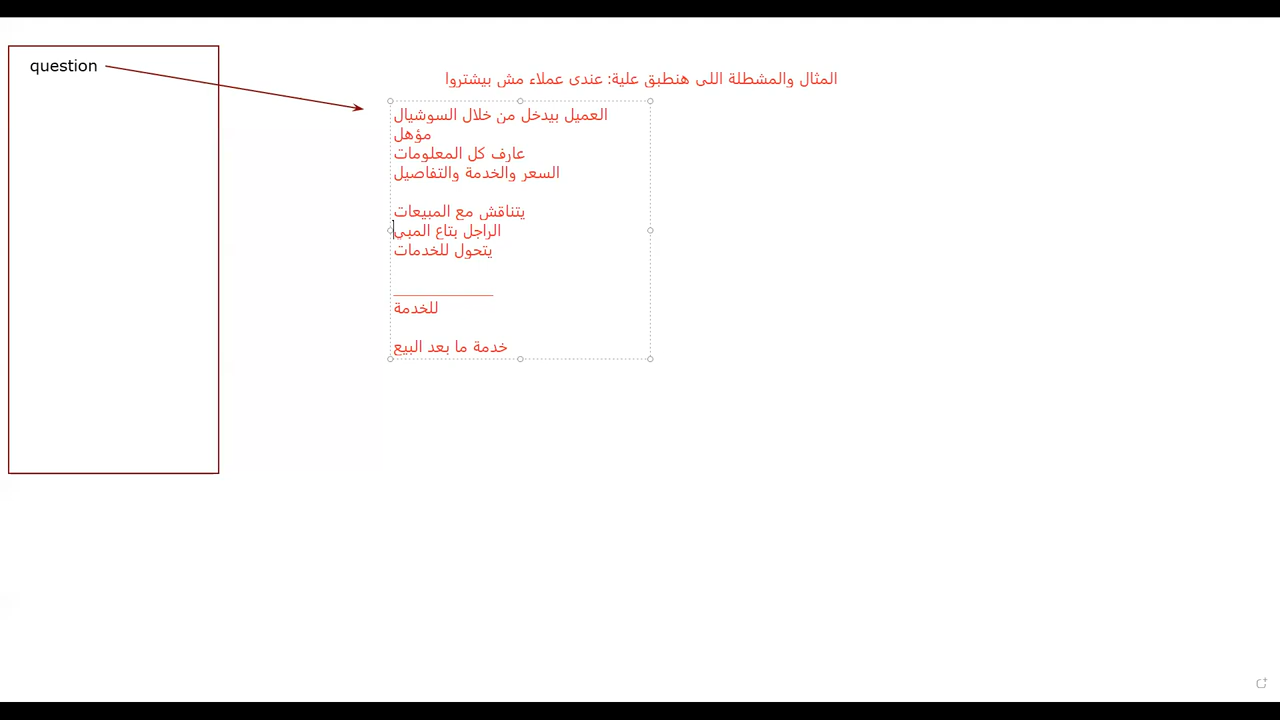 question
المثال والمشطلة اللى هنطبق علية: عندى عملاء مش بيشتروا
العميل بيدخل من خلال السوشيال
مؤهل
عارف كل المعلومات
السعر والخدمة والتفاصيل
يتناقش مع المبيعات
الراجل بتاع المبي
يتحول للخدمات
للخدمة
خدمة ما بعد البيع